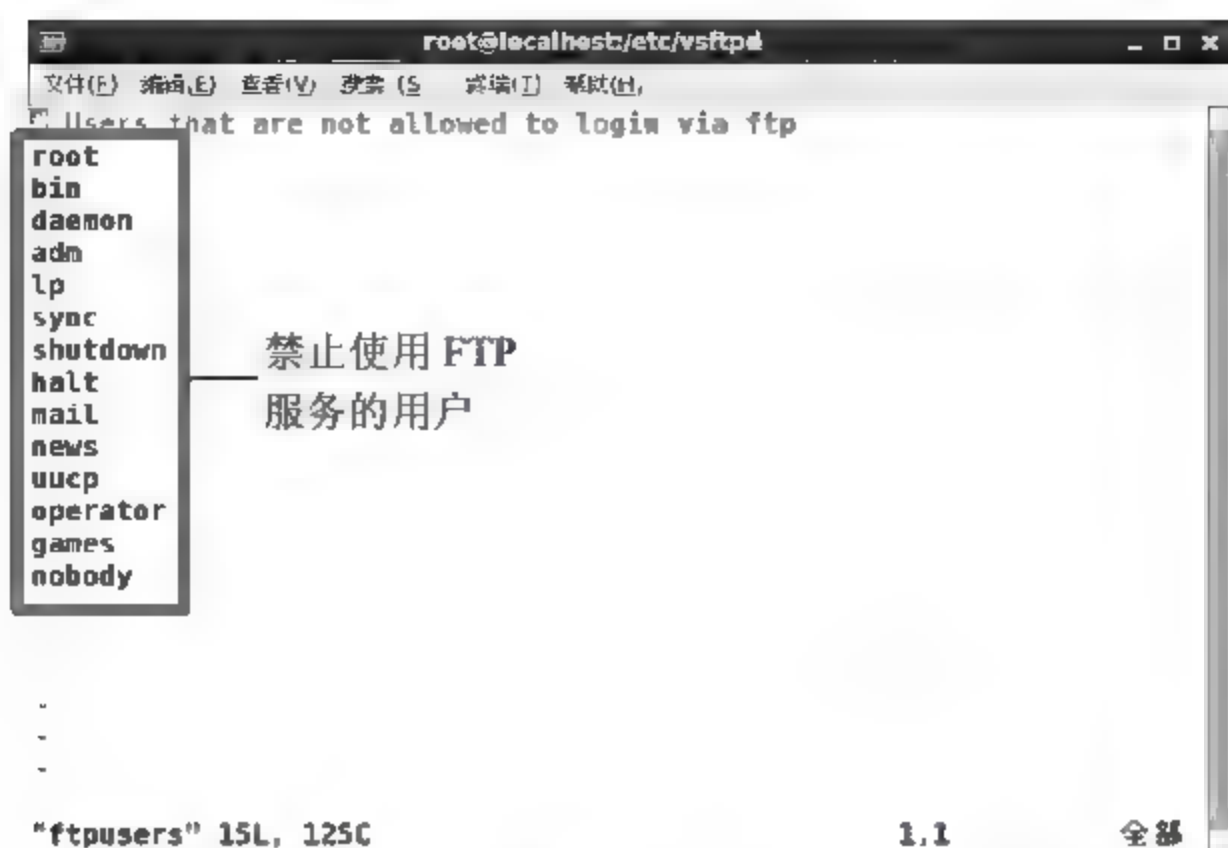 root@localhost:/etc/vsftpd
文件(F) 编辑(E) 查看(V) 搜索(S 终端(T) 帮助(H)
# Users that are not allowed to login via ftp
root
bin
daemon
adm
lp
sync
shutdown
halt
mail
news
uucp
operator
games
nobody
禁止使用 FTP
服务的用户
~
~
~
"ftpusers" 15L, 125C 1,1 全部